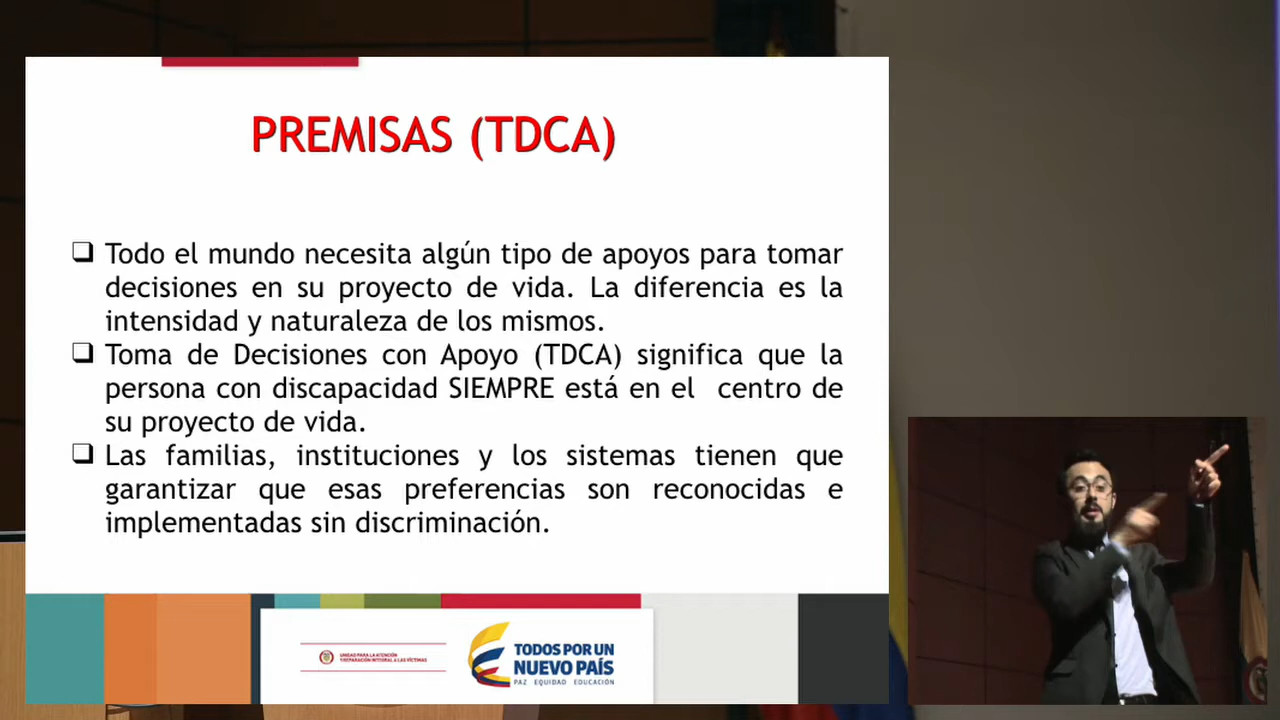 PREMISAS (TDCA)
❑ Todo el mundo necesita algún tipo de apoyos para tomar
decisiones en su proyecto de vida. La diferencia es la
intensidad y naturaleza de los mismos.
❑ Toma de Decisiones con Apoyo (TDCA) significa que la
persona con discapacidad SIEMPRE está en el centro de
su proyecto de vida.
❑ Las familias, instituciones y los sistemas tienen que
garantizar que esas preferencias son reconocidas e
implementadas sin discriminación.
UNIDAD PARA LA ATENCIÓN
Y REPARACIÓN INTEGRAL A LAS VÍCTIMAS
TODOS POR UN
NUEVO PAÍS
PAZ EQUIDAD EDUCACIÓN